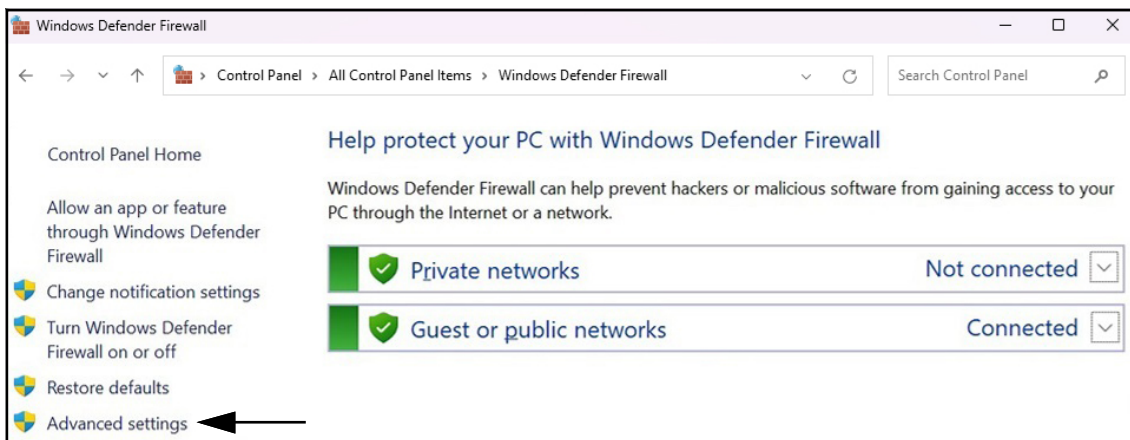 Windows Defender Firewall
Control Panel > All Control Panel Items > Windows Defender Firewall
Search Control Panel
Control Panel Home
Allow an app or feature
through Windows Defender
Firewall
Change notification settings
Turn Windows Defender
Firewall on or off
Restore defaults
Advanced settings
Help protect your PC with Windows Defender Firewall
Windows Defender Firewall can help prevent hackers or malicious software from gaining access to your
PC through the Internet or a network.
Private networks Not connected
Guest or public networks Connected